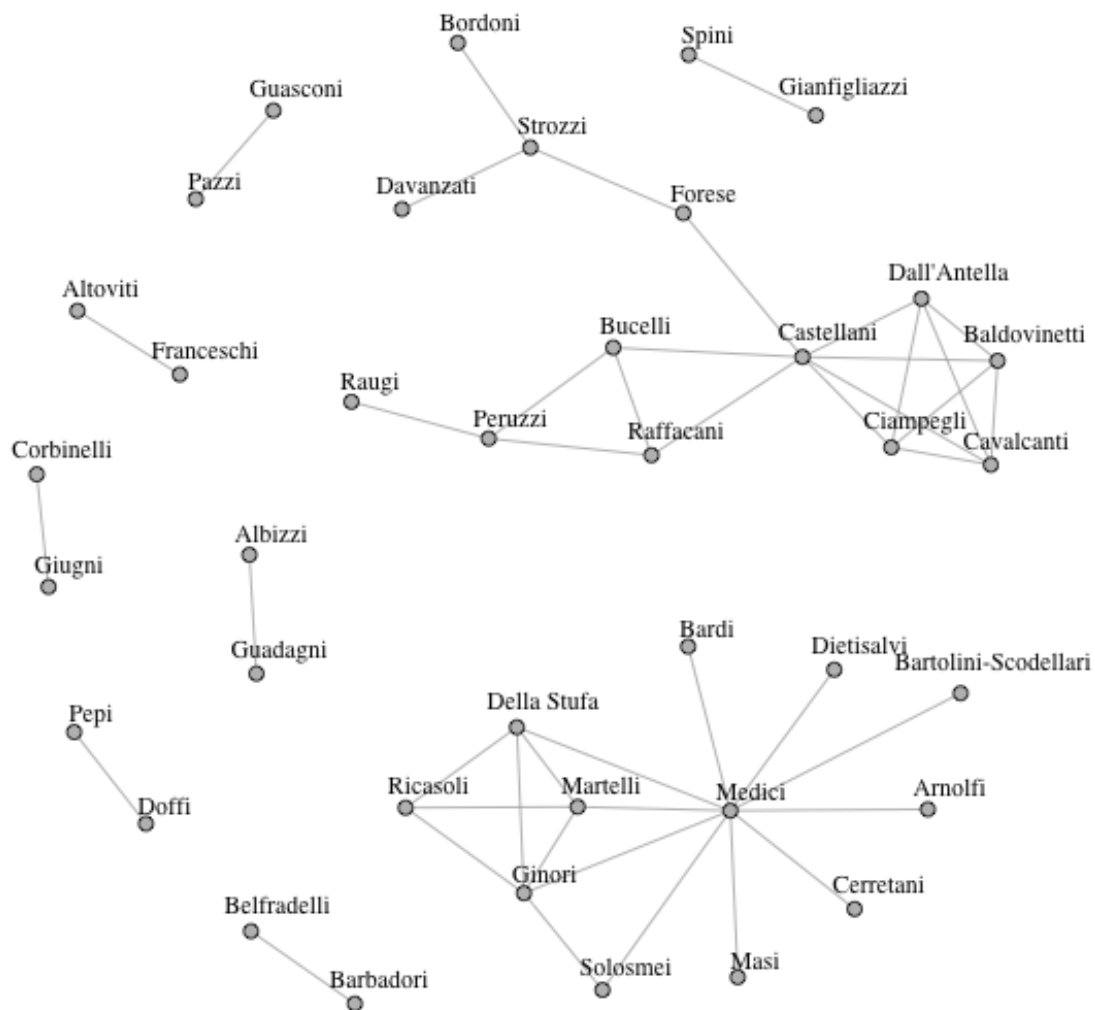 Bordoni
Spini
Guasconi
Gianfigliazzi
Strozzi
Pazzi
Davanzati
Forese
Dall'Antella
Altoviti
Bucelli
Castellani
Baldovinetti
Franceschi
Raugi
Peruzzi
Raffacani
Ciampegli
Cavalcanti
Corbinelli
Albizzi
Giugni
Bardi
Guadagni
Dietisalvi
Bartolini-Scodellari
Della Stufa
Pepi
Ricasoli
Martelli
Medici
Arnolfi
Doffi
Ginori
Cerretani
Belfradelli
Solosmei
Masi
Barbadori